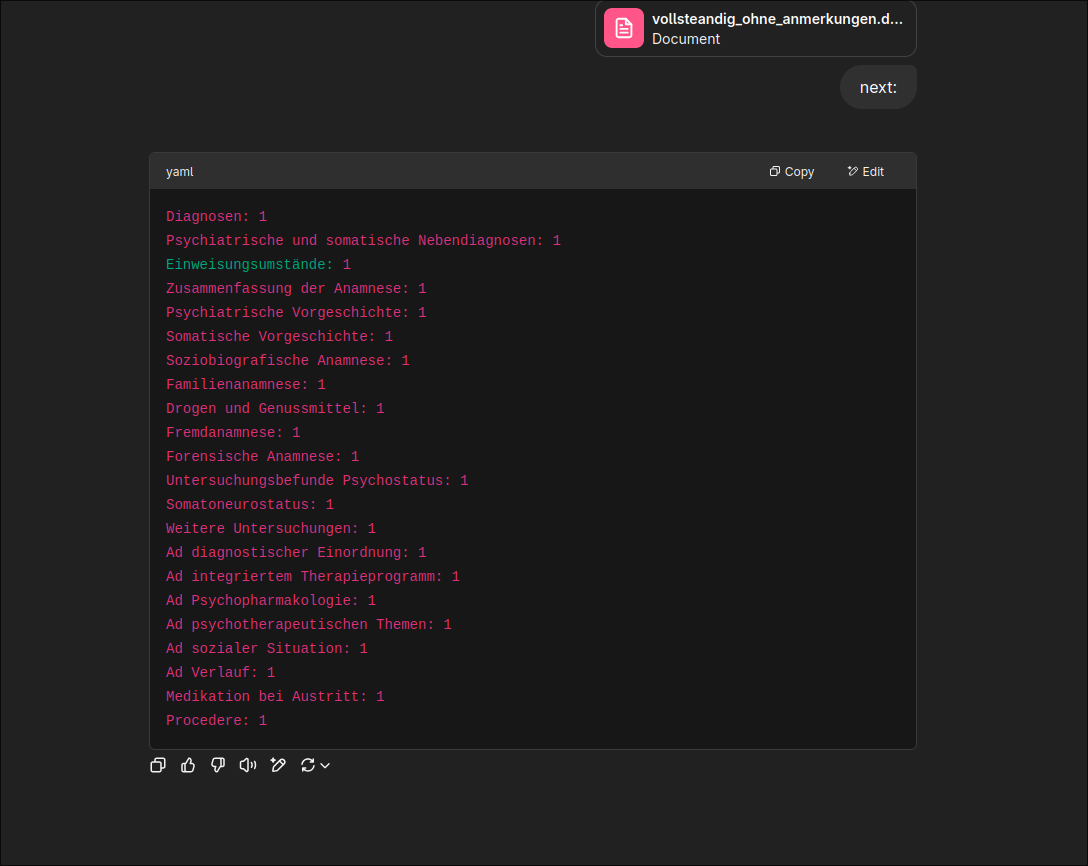 vollsteandig_ohne_anmerkungen.d...
Document
next:
yaml
Copy
Edit
Diagnosen: 1
Psychiatrische und somatische Nebendiagnosen: 1
Einweisungsumstände: 1
Zusammenfassung der Anamnese: 1
Psychiatrische Vorgeschichte: 1
Somatische Vorgeschichte: 1
Soziobiografische Anamnese: 1
Familienanamnese: 1
Drogen und Genussmittel: 1
Fremdanamnese: 1
Forensische Anamnese: 1
Untersuchungsbefunde Psychostatus: 1
Somatoneurostatus: 1
Weitere Untersuchungen: 1
Ad diagnostischer Einordnung: 1
Ad integriertem Therapieprogramm: 1
Ad Psychopharmakologie: 1
Ad psychotherapeutischen Themen: 1
Ad sozialer Situation: 1
Ad Verlauf: 1
Medikation bei Austritt: 1
Procedere: 1